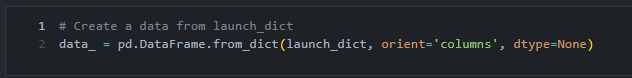 1 # Create a data from launch_dict
2 data_ = pd.DataFrame.from_dict(launch_dict, orient='columns', dtype=None)